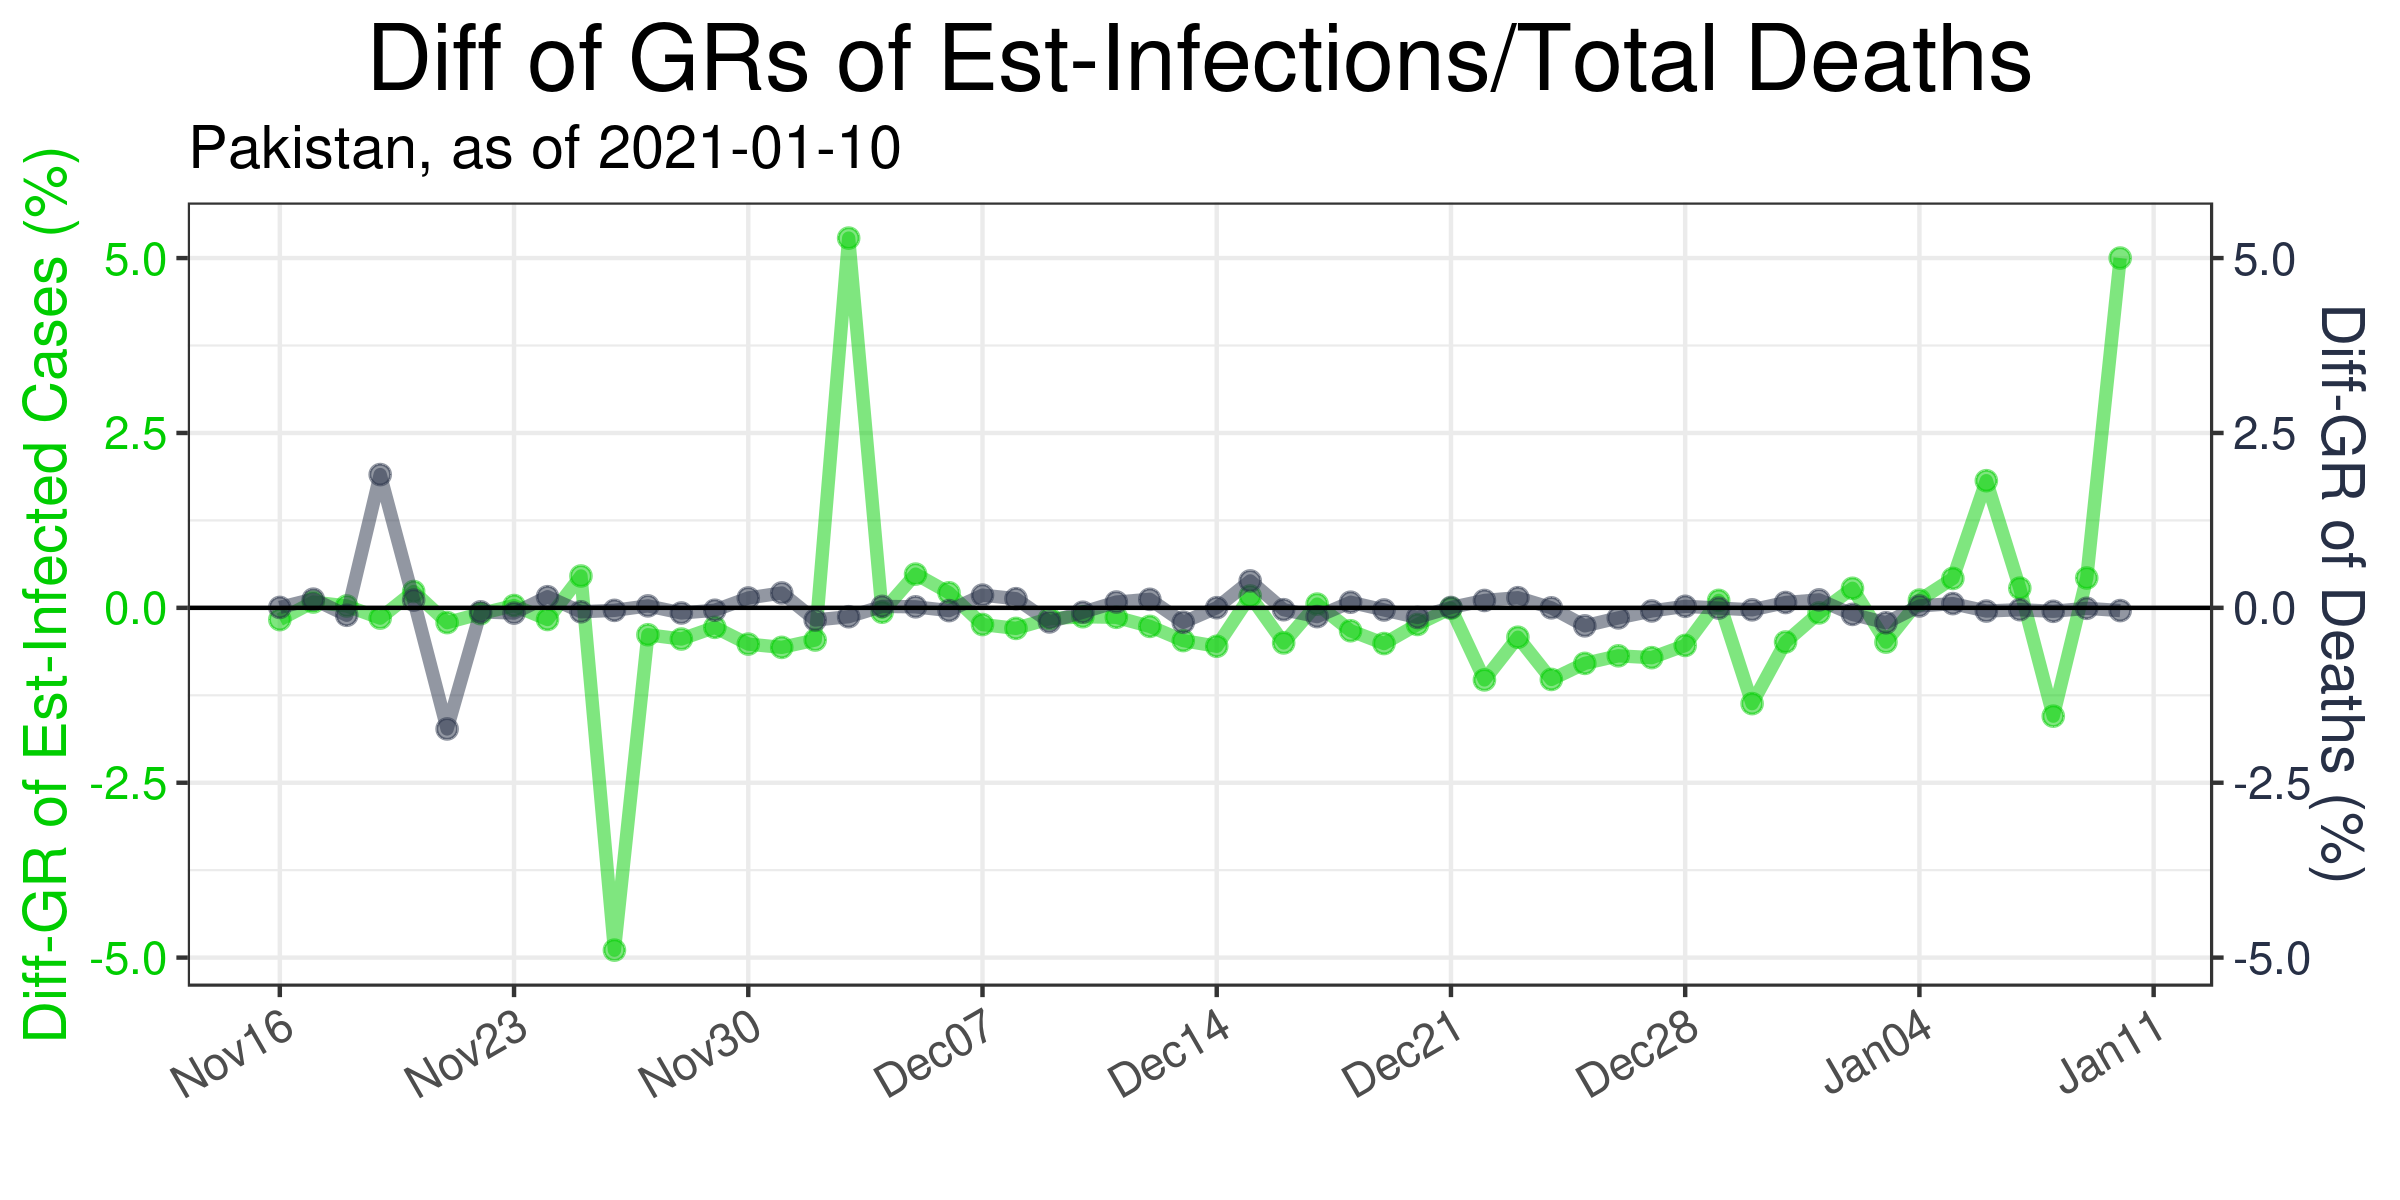 Diff of GRs of Est-Infections/Total Deaths
Pakistan, as of 2021-01-10
Diff-GR of Est-Infected Cases (%)
5.0
2.5
0.0
-2.5
-5.0
5.0
2.5
0.0
-2.5
-5.0
Diff-GR of Deaths (%)
Nov16
Nov23
Nov30
Dec07
Dec14
Dec21
Dec28
Jan04
Jan11